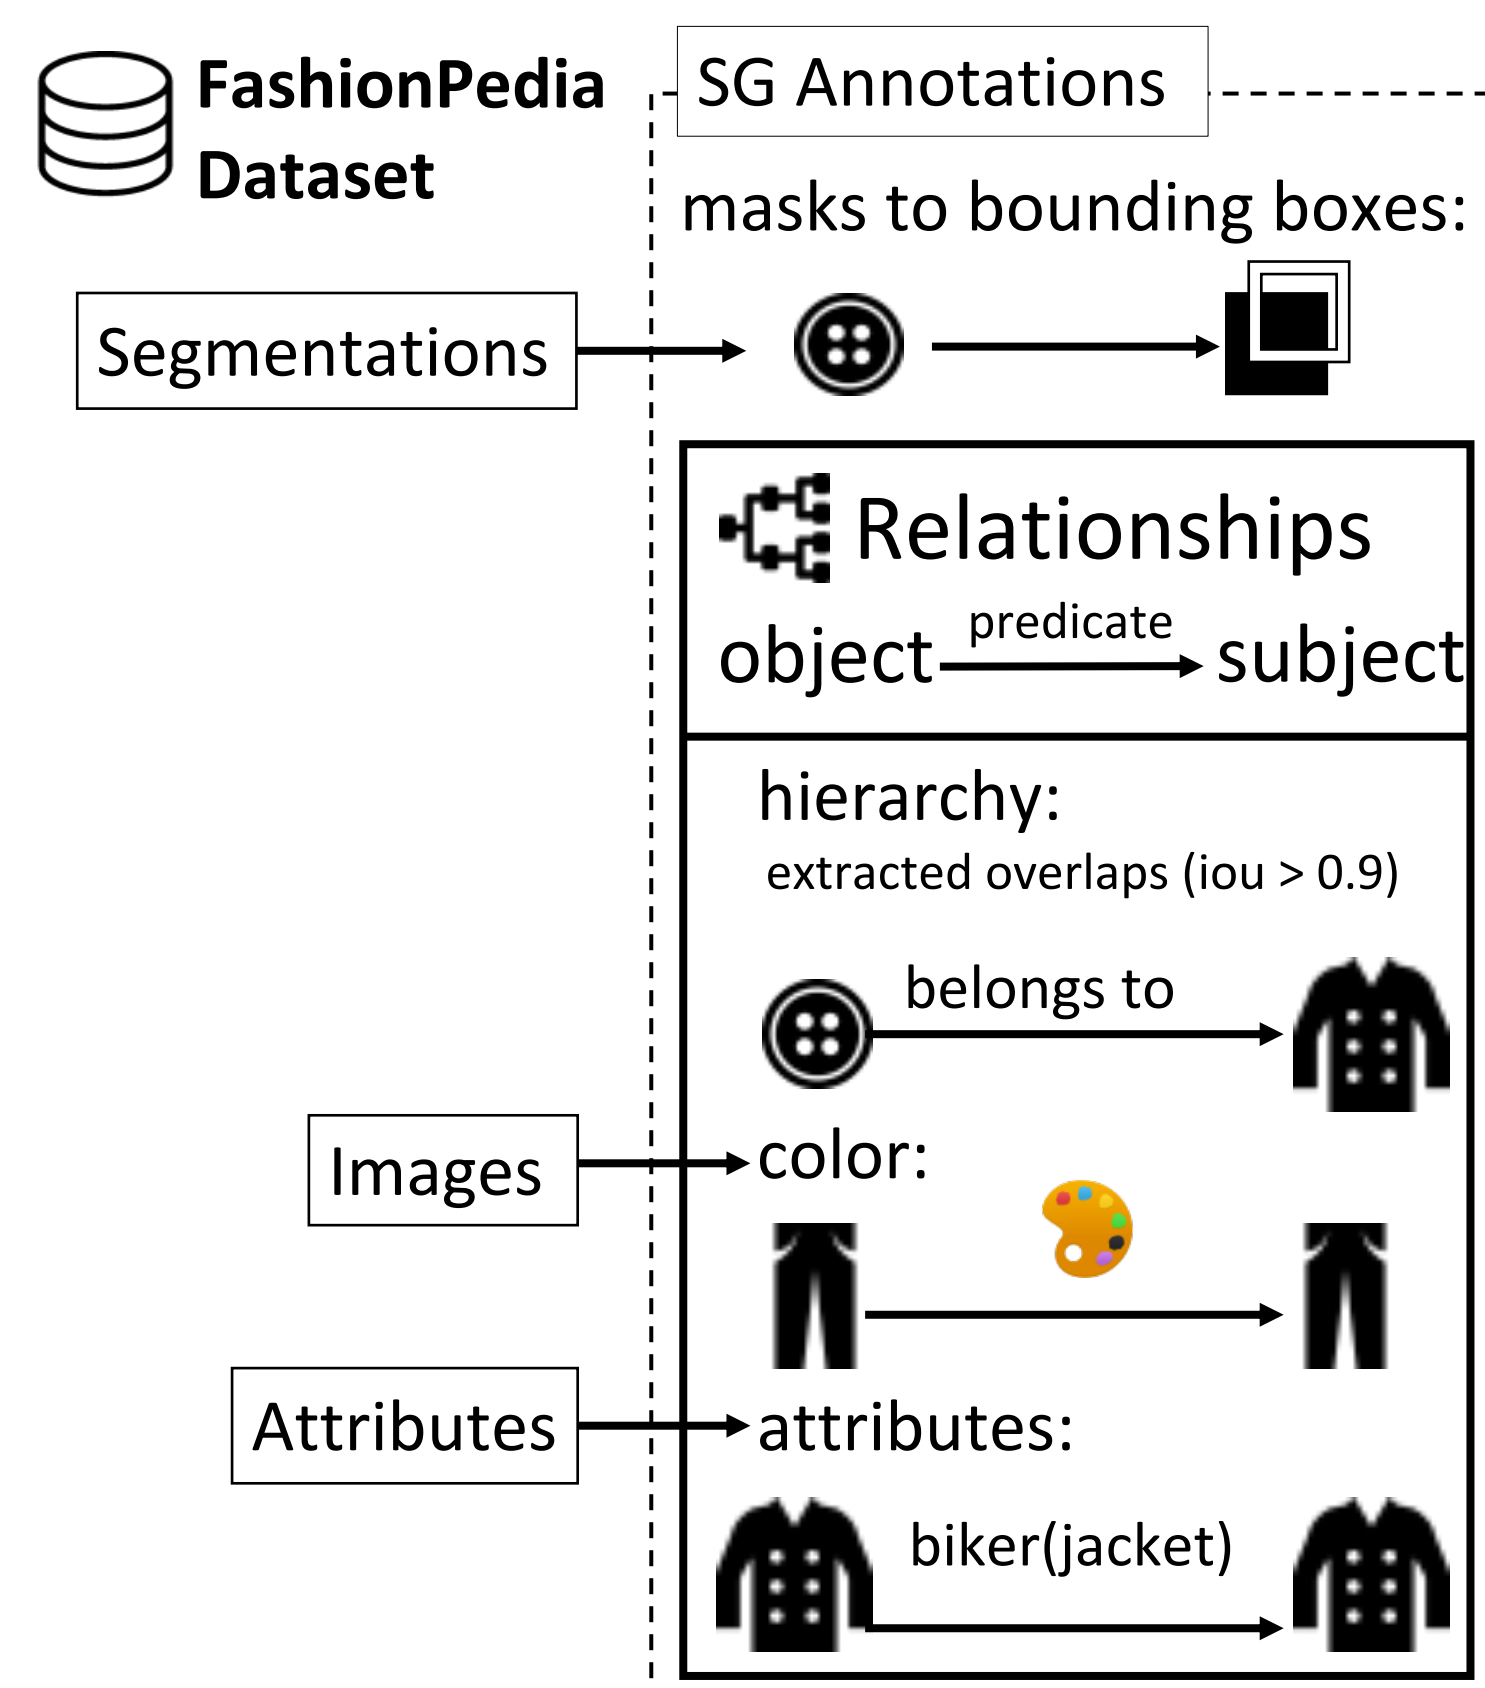 FashionPedia
Dataset
SG Annotations
masks to bounding boxes:
Segmentations
Relationships
object predicate subject
hierarchy:
extracted overlaps (iou > 0.9)
belongs to
Images
color:
Attributes
attributes:
biker(jacket)